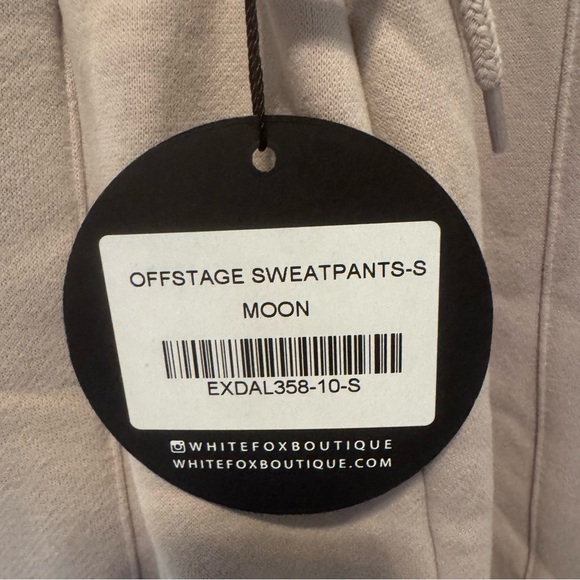 OFFSTAGE SWEATPANTS-S
MOON
EXDAL358-10-S
WHITEFOXBOUTIQUE
WHITEFOXBOUTIQUE.COM